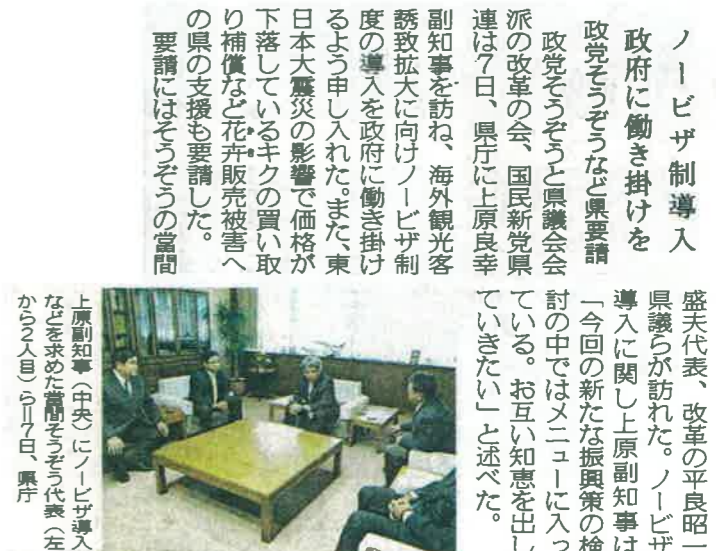 ノービザ制導入
政府に働き掛けを
政党そうぞうなど県要請
政党そうぞうと県議会会
派の改革の会、国民新党県
連は７日、県庁に上原良幸
副知事を訪ね、海外観光客
誘致拡大に向けノービザ制
度の導入を政府に働き掛け
るよう申し入れた。また、東
日本大震災の影響で価格が
下落しているキクの買い取
り補償など花卉販売被害へ
の県の支援も要請した。
要請にはそうぞうの當間
盛夫代表、改革の平良昭一
県議らが訪れた。ノービザ
導入に関し上原副知事は
「今回の新たな振興策の検
討の中ではメニューに入っ
ている。お互い知恵を出し
ていきたい」と述べた。
上原副知事（中央）にノービザ導入
などを求めた當間そうぞう代表（左
から２人目）ら＝７日、県庁